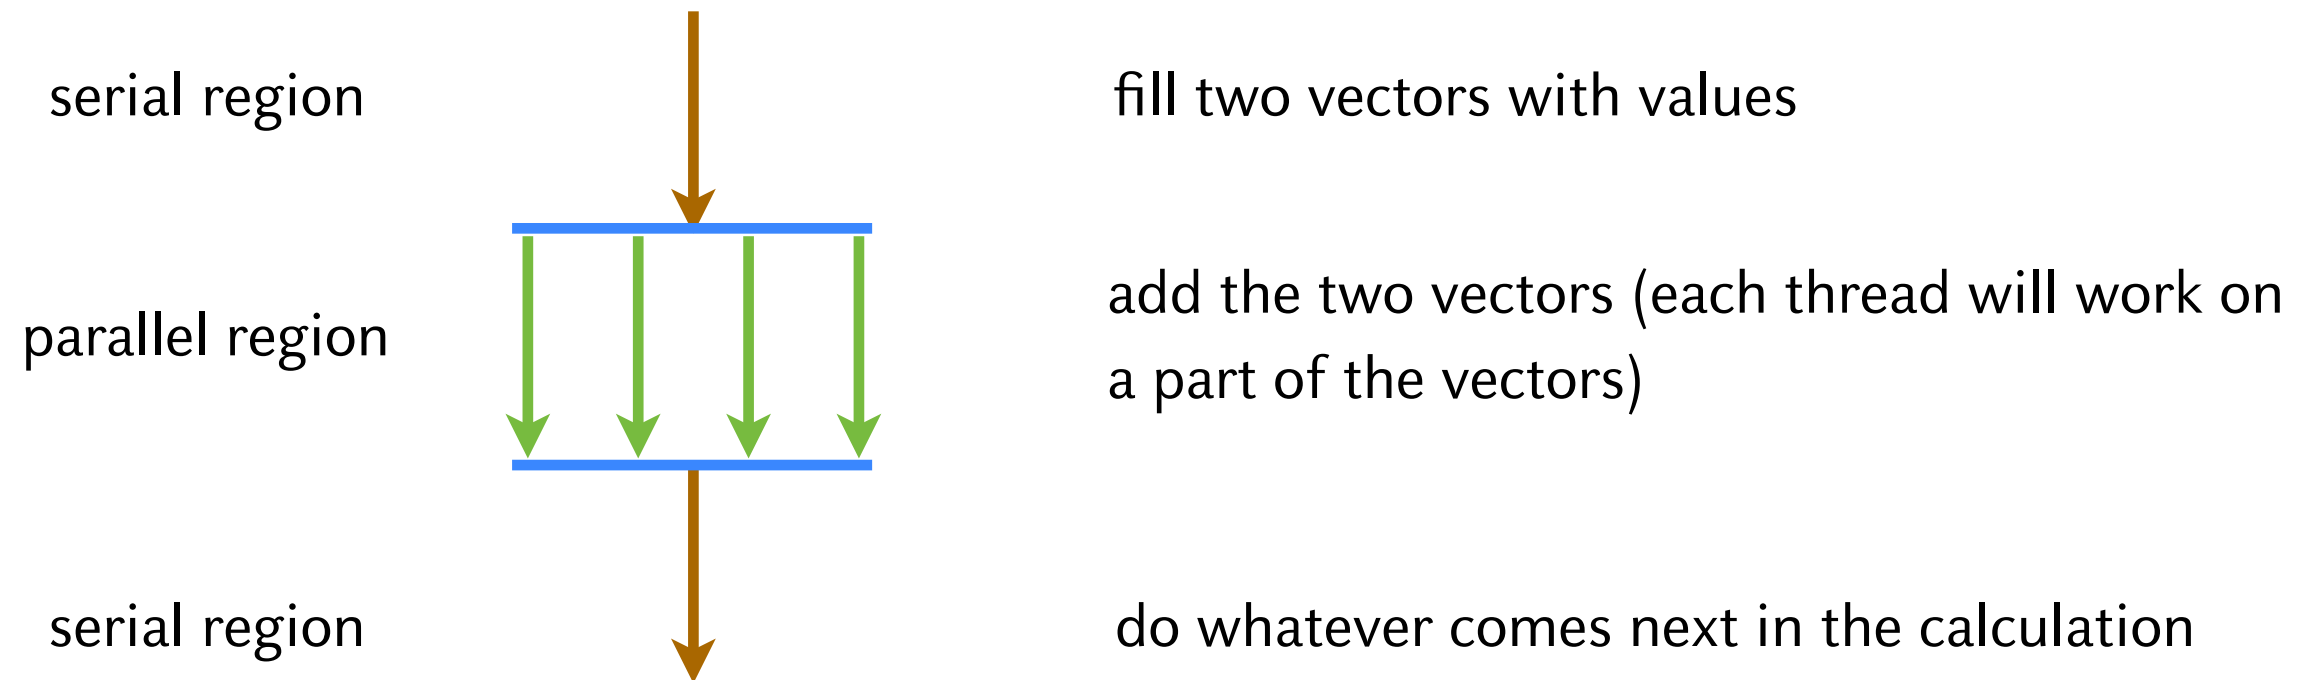 serial region
fill two vectors with values
parallel region
add the two vectors (each thread will work on
a part of the vectors)
serial region
do whatever comes next in the calculation